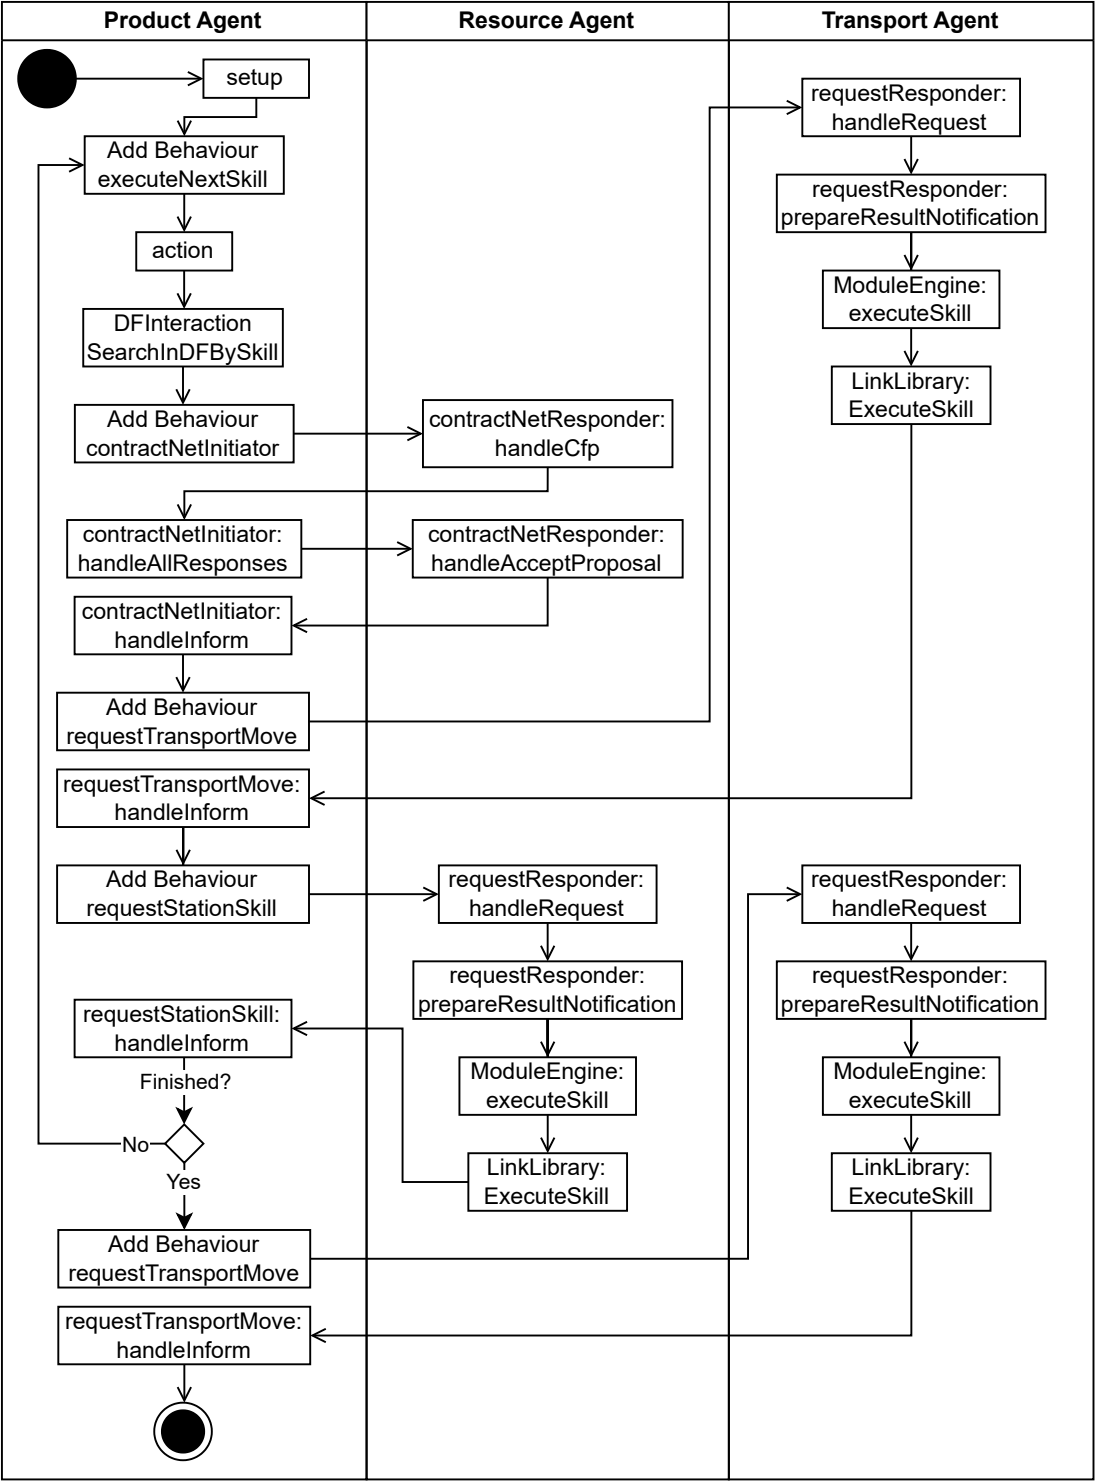 Product Agent
Resource Agent
Transport Agent
setup
Add Behaviour
executeNextSkill
action
DFInteraction
SearchInDFBySkill
Add Behaviour
contractNetInitiator
contractNetResponder:
handleCfp
contractNetInitiator:
handleAllResponses
contractNetResponder:
handleAcceptProposal
contractNetInitiator:
handleInform
Add Behaviour
requestTransportMove
requestResponder:
handleRequest
requestResponder:
prepareResultNotification
ModuleEngine:
executeSkill
LinkLibrary:
ExecuteSkill
requestTransportMove:
handleInform
Add Behaviour
requestStationSkill
requestResponder:
handleRequest
requestResponder:
prepareResultNotification
ModuleEngine:
executeSkill
LinkLibrary:
ExecuteSkill
requestStationSkill:
handleInform
Finished?
No
Yes
Add Behaviour
requestTransportMove
requestResponder:
handleRequest
requestResponder:
prepareResultNotification
ModuleEngine:
executeSkill
LinkLibrary:
ExecuteSkill
requestTransportMove:
handleInform